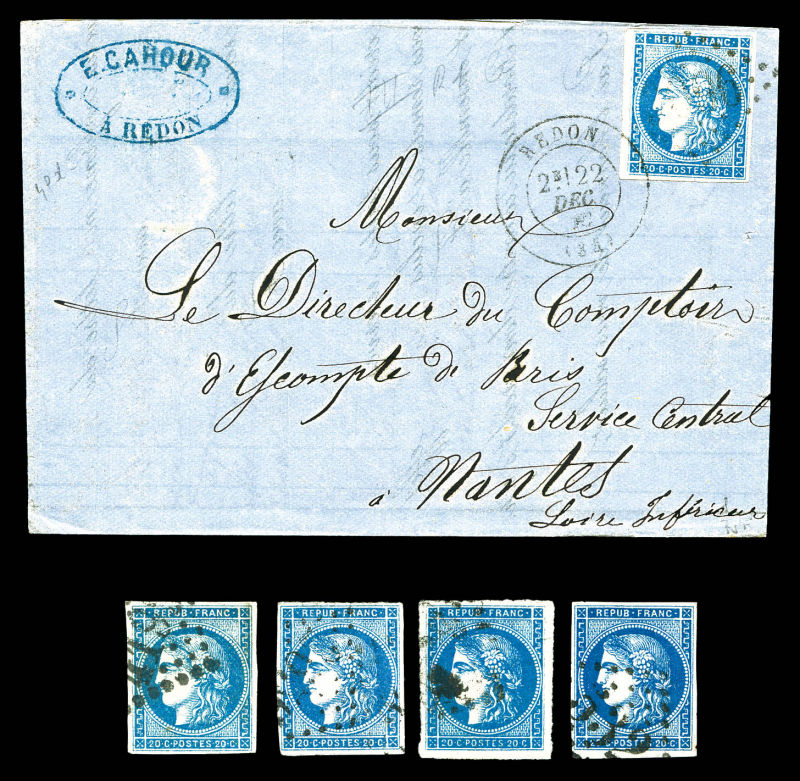 E. CAHOUR
A REDON
REPUB · FRANC
20·C·POSTES·20·C
REDON
22
DEC.
(34)
Monsieur
Le Directeur du Comptoir
d'Escompte de Paris
Service Central
à Nantes
Loire Inférieure
REPUB·FRANC
20·C·POSTES·20·C
REPUB·FRANC
20·C·POSTES·20·C
REPUB·FRANC
20·C·POSTES·20·C
REPUB·FRANC
20·C·POSTES·20·C